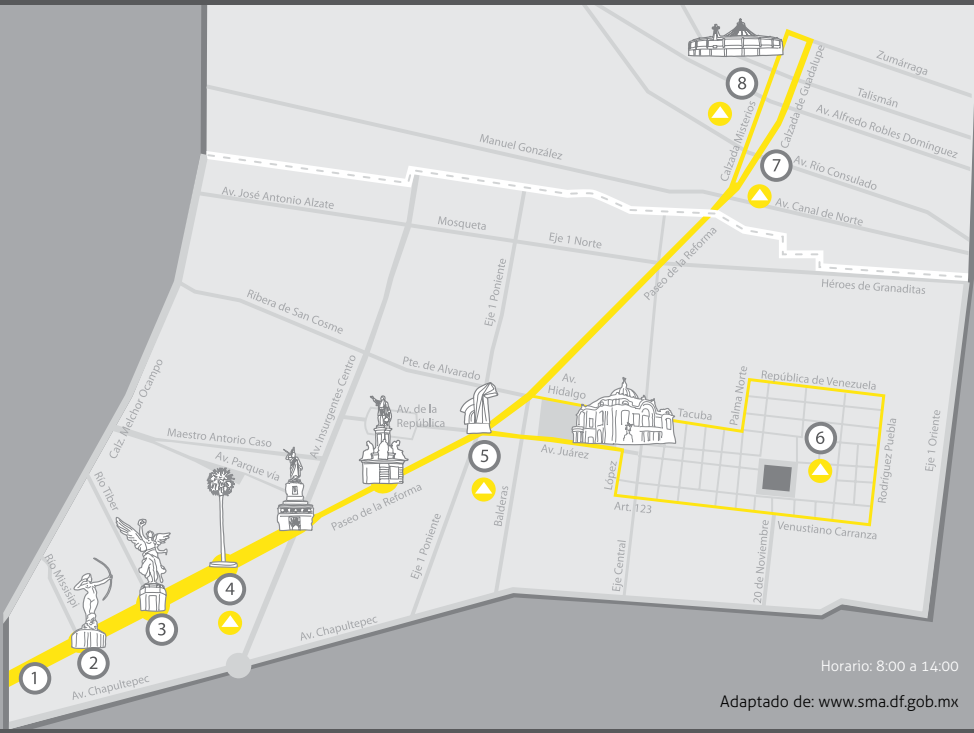 8
Zumárraga
Talismán
Av. Alfredo Robles Domínguez
Calzada de Guadalupe
Calzada Misterios
Manuel González
7
Av. Río Consulado
Av. Canal de Norte
Av. José Antonio Alzate
Mosqueta
Eje 1 Norte
Paseo de la Reforma
Héroes de Granaditas
Eje 1 Poniente
Ribera de San Cosme
Pte. de Alvarado
Av.
Hidalgo
Palma Norte
República de Venezuela
Calz. Melchor Ocampo
Av. Insurgentes Centro
Av. de la
República
Tacuba
Maestro Antonio Caso
Av. Parque vía
5
Av. Juárez
6
Rodríguez Puebla
Eje 1 Oriente
Río Tiber
Paseo de la Reforma
Balderas
López
Art. 123
Venustiano Carranza
Río Missisipi
Eje 1 Poniente
Eje Central
20 de Noviembre
4
3
2
1
Av. Chapultepec
Av. Chapultepec
Horario: 8:00 a 14:00
Adaptado de: www.sma.df.gob.mx